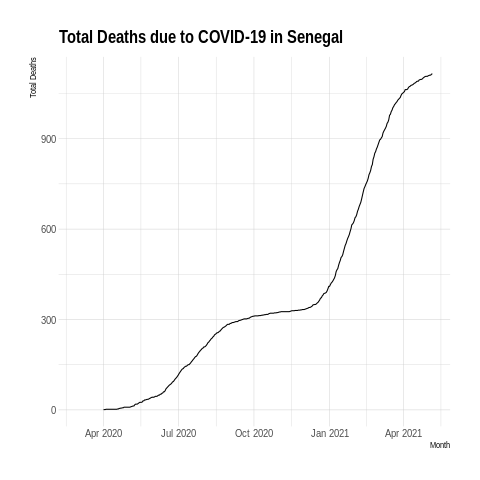 Total Deaths due to COVID-19 in Senegal
Total Deaths
900
600
300
0
Apr 2020 Jul 2020 Oct 2020 Jan 2021 Apr 2021
Month